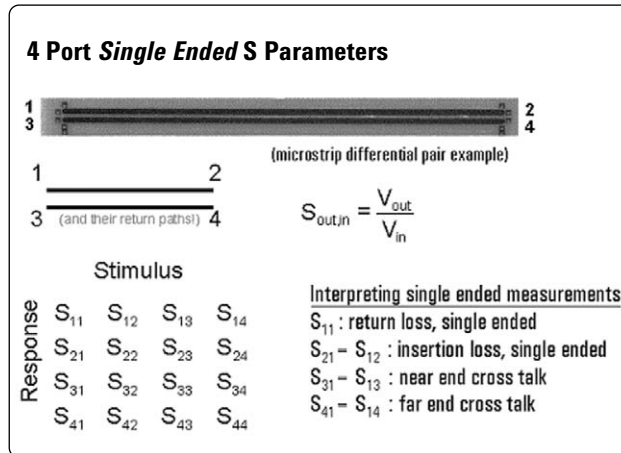 4 Port Single Ended S Parameters
1 2
3 4
(microstrip differential pair example)
1 2
3 (and their return paths!) 4
S_out,in = V_out / V_in
Stimulus
Response
S11 S12 S13 S14
S21 S22 S23 S24
S31 S32 S33 S34
S41 S42 S43 S44
Interpreting single ended measurements
S11 : return loss, single ended
S21 – S12 : insertion loss, single ended
S31 – S13 : near end cross talk
S41 – S14 : far end cross talk